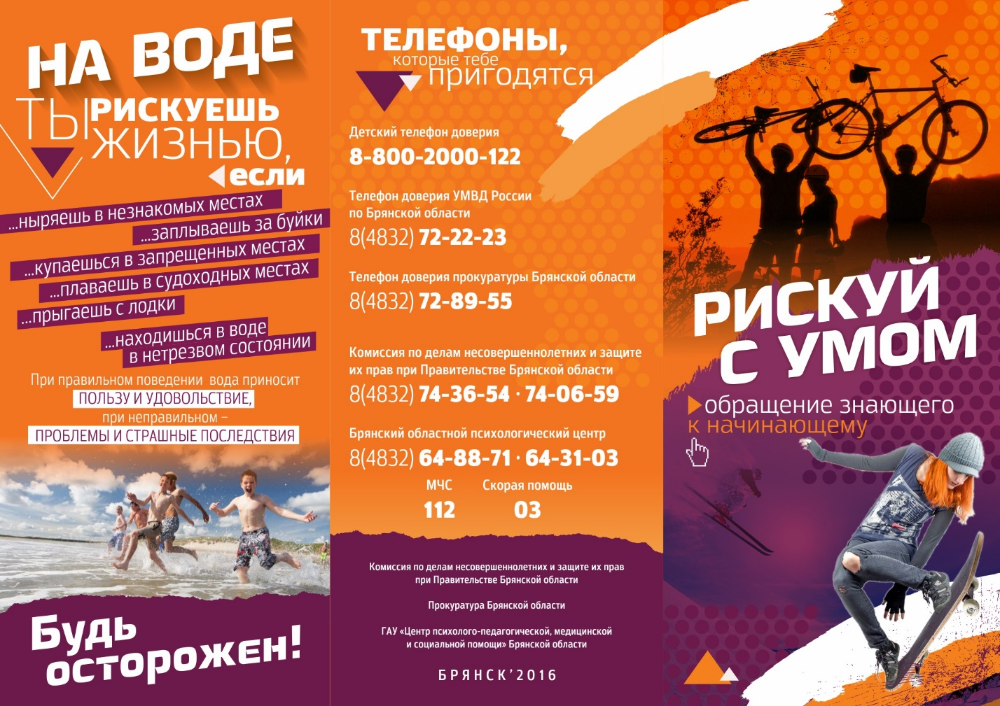 НА ВОДЕ
ТЫ РИСКУЕШЬ
ЖИЗНЬЮ,
если
...ныряешь в незнакомых местах
...заплываешь за буйки
...купаешься в запрещенных местах
...плаваешь в судоходных местах
...прыгаешь с лодки
...находишься в воде
в нетрезвом состоянии
При правильном поведении вода приносит
ПОЛЬЗУ И УДОВОЛЬСТВИЕ,
при неправильном –
ПРОБЛЕМЫ И СТРАШНЫЕ ПОСЛЕДСТВИЯ
Будь
осторожен!
ТЕЛЕФОНЫ,
которые тебе
пригодятся
Детский телефон доверия
8-800-2000-122
Телефон доверия УМВД России
по Брянской области
8(4832) 72-22-23
Телефон доверия прокуратуры Брянской области
8(4832) 72-89-55
Комиссия по делам несовершеннолетних и защите
их прав при Правительстве Брянской области
8(4832) 74-36-54 · 74-06-59
Брянский областной психологический центр
8(4832) 64-88-71 · 64-31-03
МЧС Скорая помощь
112 03
Комиссия по делам несовершеннолетних и защите их прав
при Правительстве Брянской области
Прокуратура Брянской области
ГАУ «Центр психолого-педагогической, медицинской
и социальной помощи» Брянской области
БРЯНСК’2016
РИСКУЙ
С УМОМ
обращение знающего
к начинающему